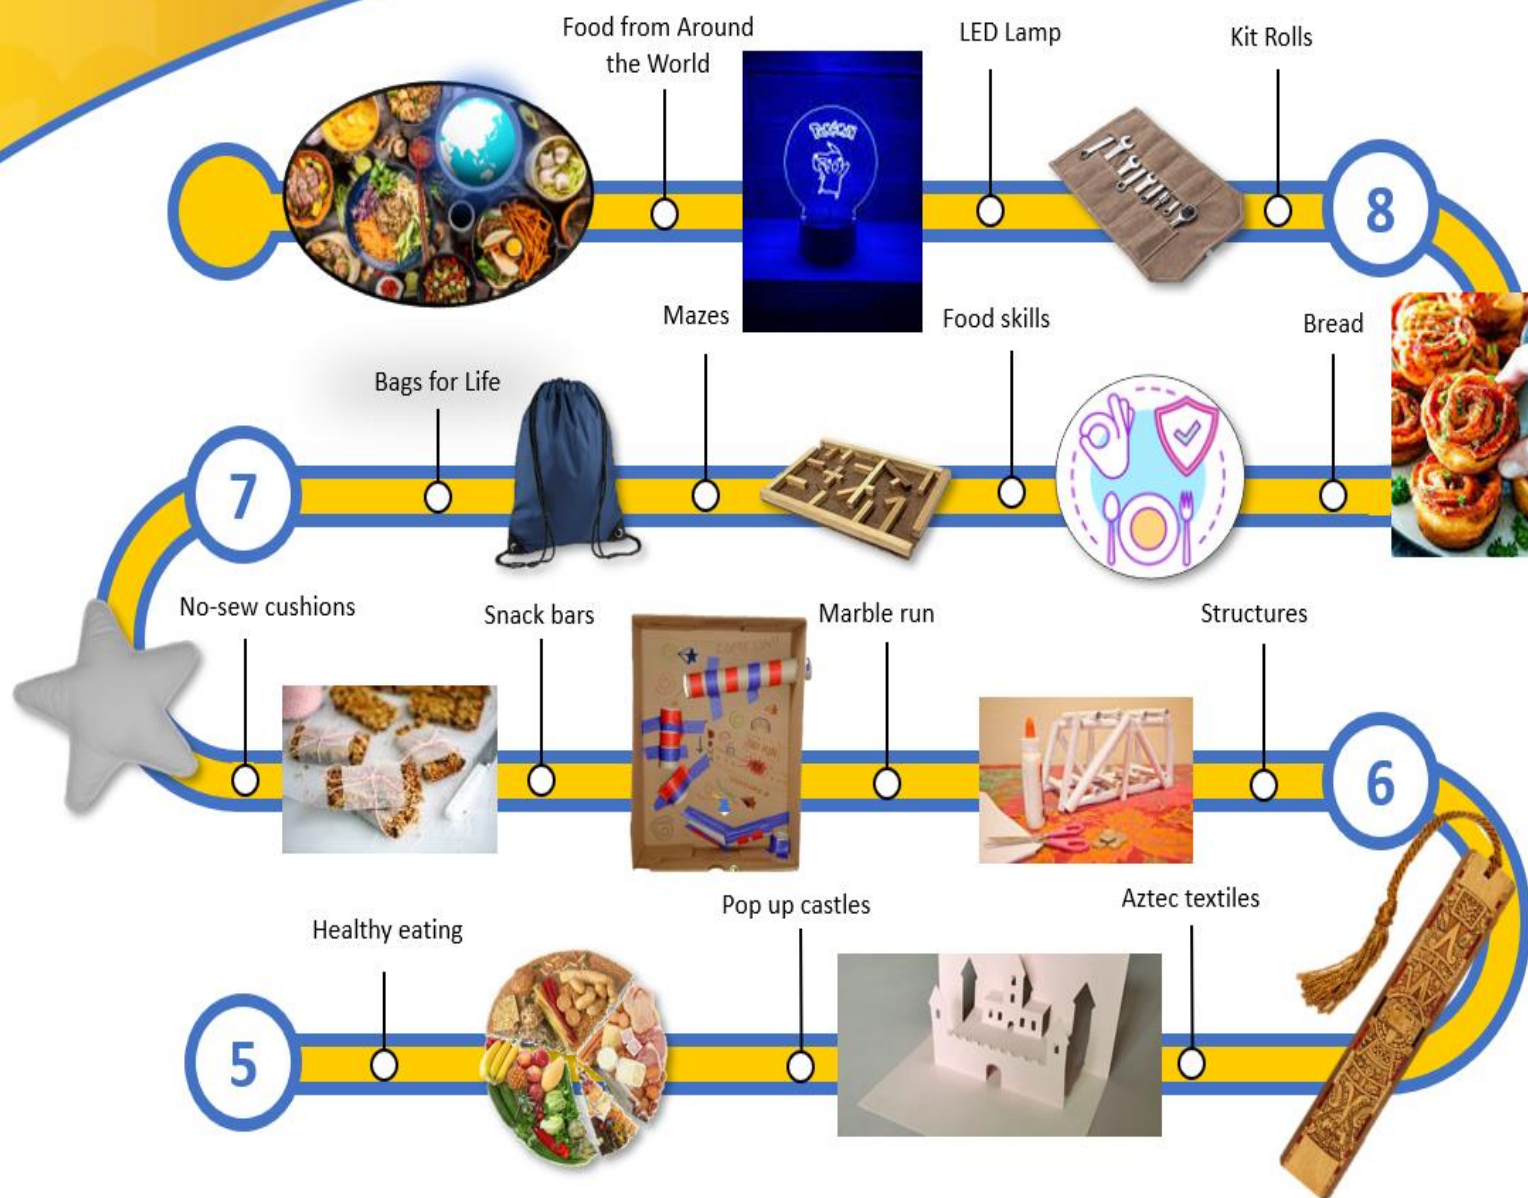 Food from Around
the World
LED Lamp
Kit Rolls
POKéMON
8
Mazes
Food skills
Bread
Bags for Life
7
No-sew cushions
Snack bars
Marble run
Structures
6
Healthy eating
Pop up castles
Aztec textiles
5